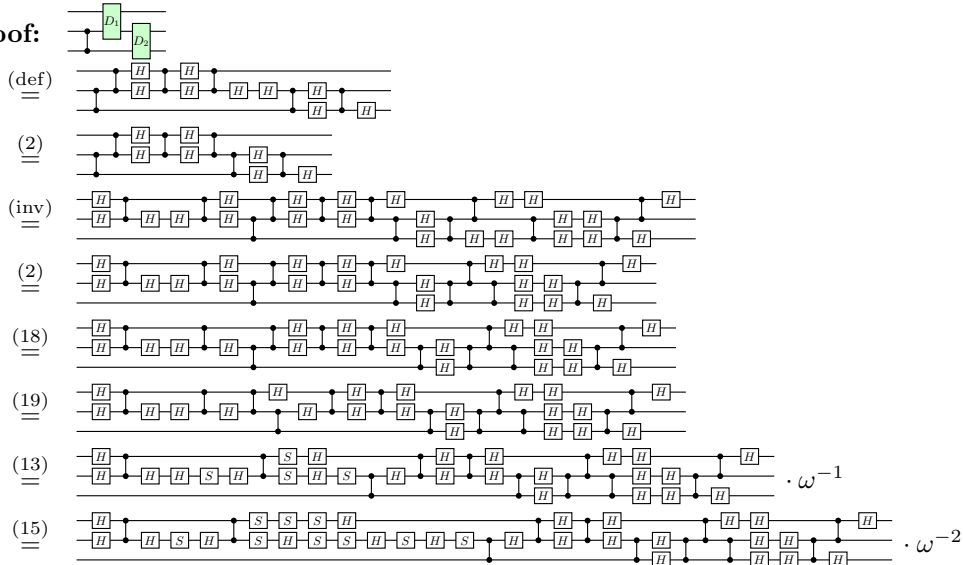 oof: D₁
D₂
H H
(def) = H H H H H
H H
H H
(2) = H H H
H H
H H H H H H H H
(inv) = H H H H H H H H H
H H H H H H
H H H H H H H H
(2) = H H H H H H H H H
H H H H
H H H H H H H
(18) = H H H H H H H H H H
H H H H
H H H H H H H
(19) = H H H H H H H H H H
H H H H
H S H H H H H H
(13) = H H H S H S H S H H H H H H · ω⁻¹
H H H H
H S S S H H H H H H
(15) = H H S H S H S S H S H S H H H H H H · ω⁻²
H H H H